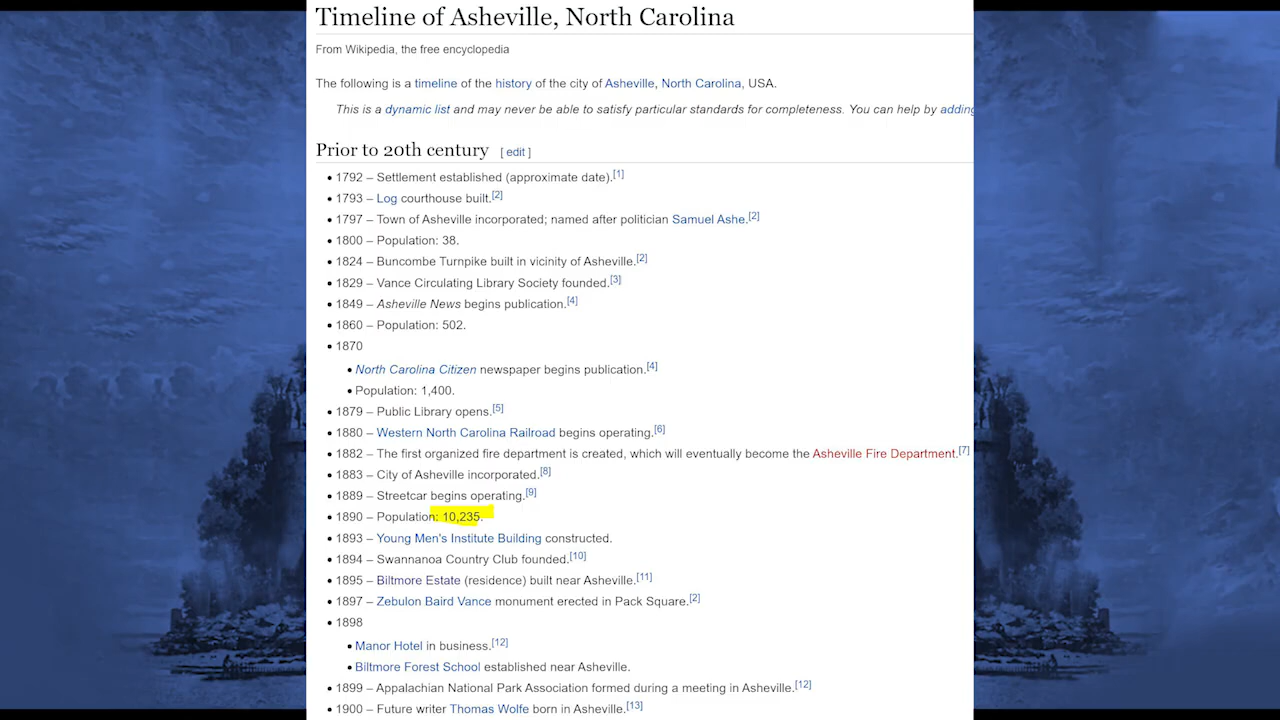 Timeline of Asheville, North Carolina
From Wikipedia, the free encyclopedia
The following is a timeline of the history of the city of Asheville, North Carolina, USA.
This is a dynamic list and may never be able to satisfy particular standards for completeness. You can help by adding
Prior to 20th century [ edit ]
• 1792 – Settlement established (approximate date).[1]
• 1793 – Log courthouse built.[2]
• 1797 – Town of Asheville incorporated; named after politician Samuel Ashe.[2]
• 1800 – Population: 38.
• 1824 – Buncombe Turnpike built in vicinity of Asheville.[2]
• 1829 – Vance Circulating Library Society founded.[3]
• 1849 – Asheville News begins publication.[4]
• 1860 – Population: 502.
• 1870
• North Carolina Citizen newspaper begins publication.[4]
• Population: 1,400.
• 1879 – Public Library opens.[5]
• 1880 – Western North Carolina Railroad begins operating.[6]
• 1882 – The first organized fire department is created, which will eventually become the Asheville Fire Department.[7]
• 1883 – City of Asheville incorporated.[8]
• 1889 – Streetcar begins operating.[9]
• 1890 – Population: 10,235.
• 1893 – Young Men's Institute Building constructed.
• 1894 – Swannanoa Country Club founded.[10]
• 1895 – Biltmore Estate (residence) built near Asheville.[11]
• 1897 – Zebulon Baird Vance monument erected in Pack Square.[2]
• 1898
• Manor Hotel in business.[12]
• Biltmore Forest School established near Asheville.
• 1899 – Appalachian National Park Association formed during a meeting in Asheville.[12]
• 1900 – Future writer Thomas Wolfe born in Asheville.[13]